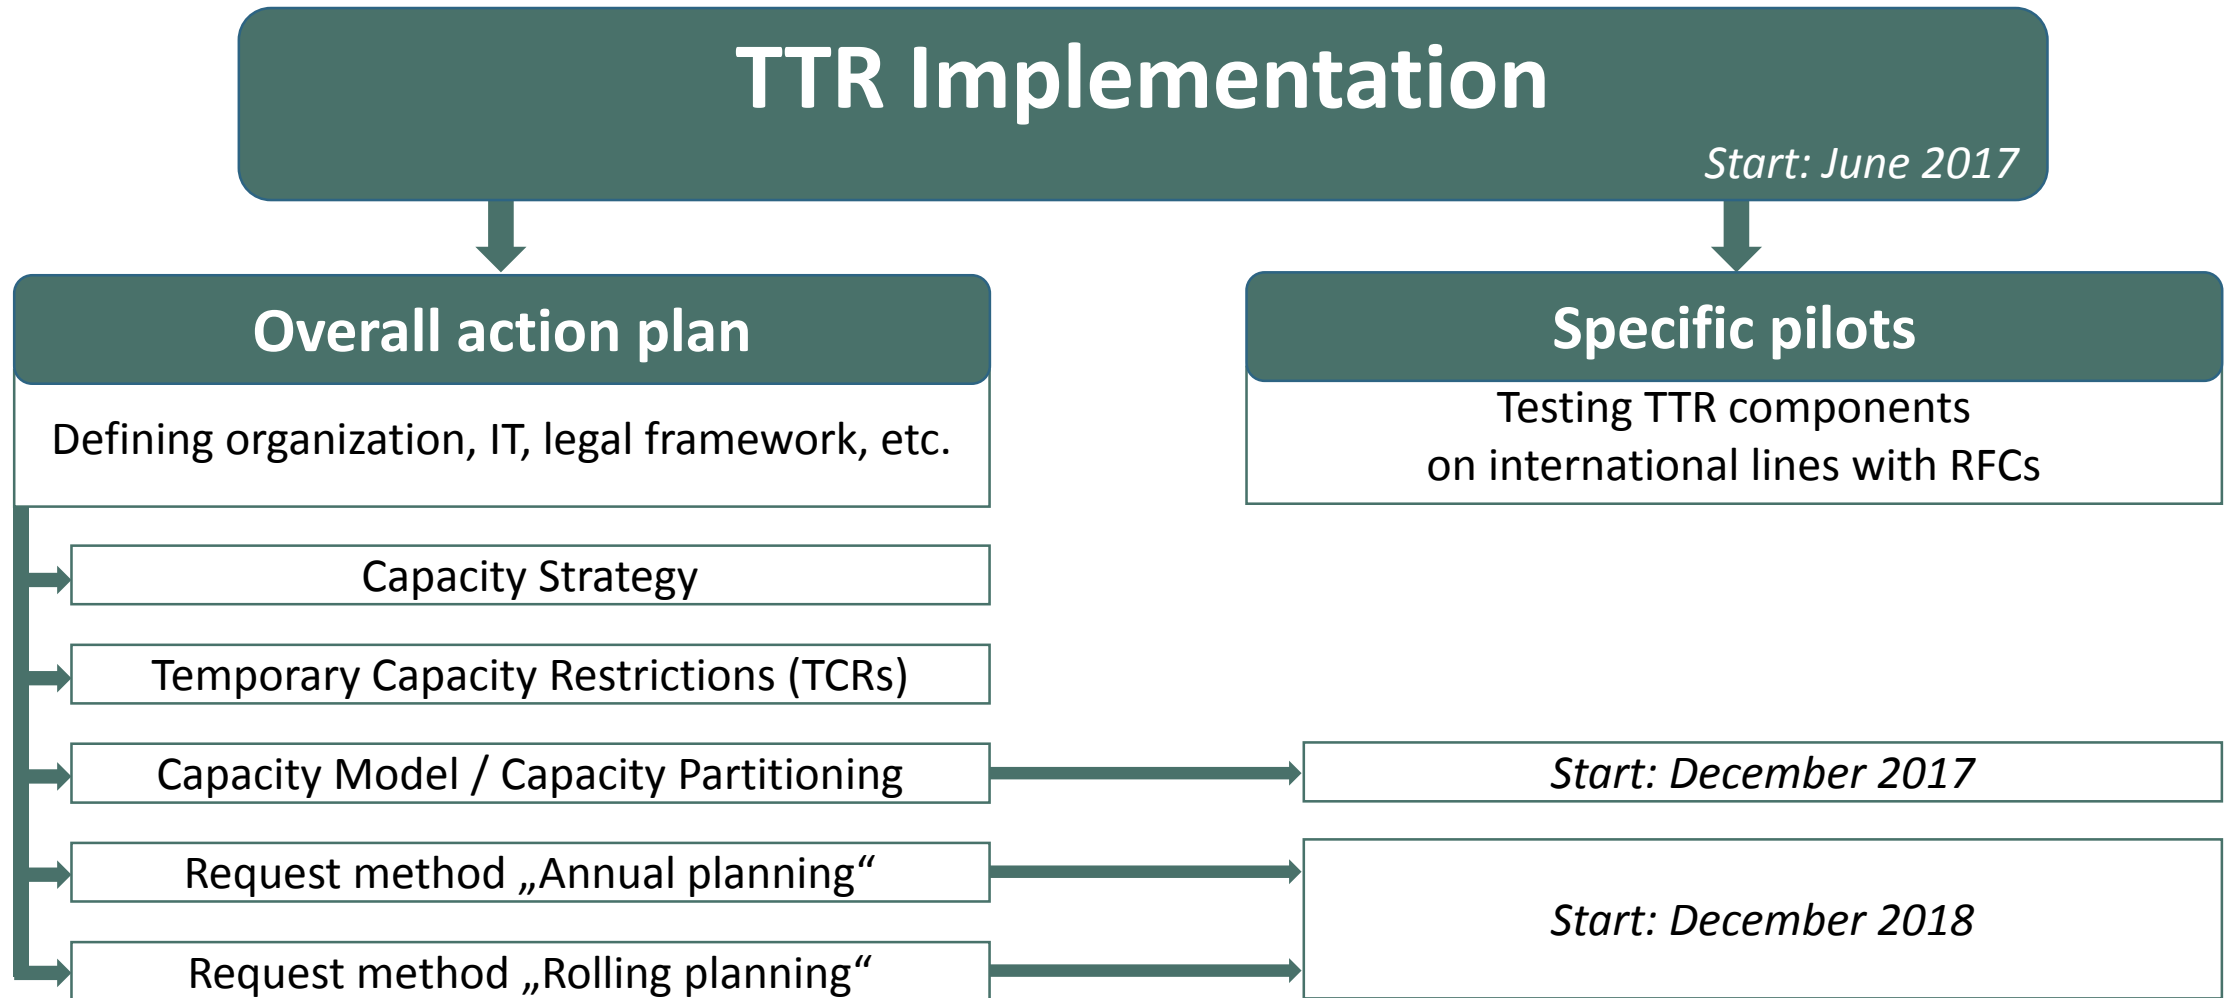 TTR Implementation
Start: June 2017
Overall action plan
Defining organization, IT, legal framework, etc.
Specific pilots
Testing TTR components
on international lines with RFCs
Capacity Strategy
Temporary Capacity Restrictions (TCRs)
Capacity Model / Capacity Partitioning
Start: December 2017
Request method „Annual planning“
Start: December 2018
Request method „Rolling planning“